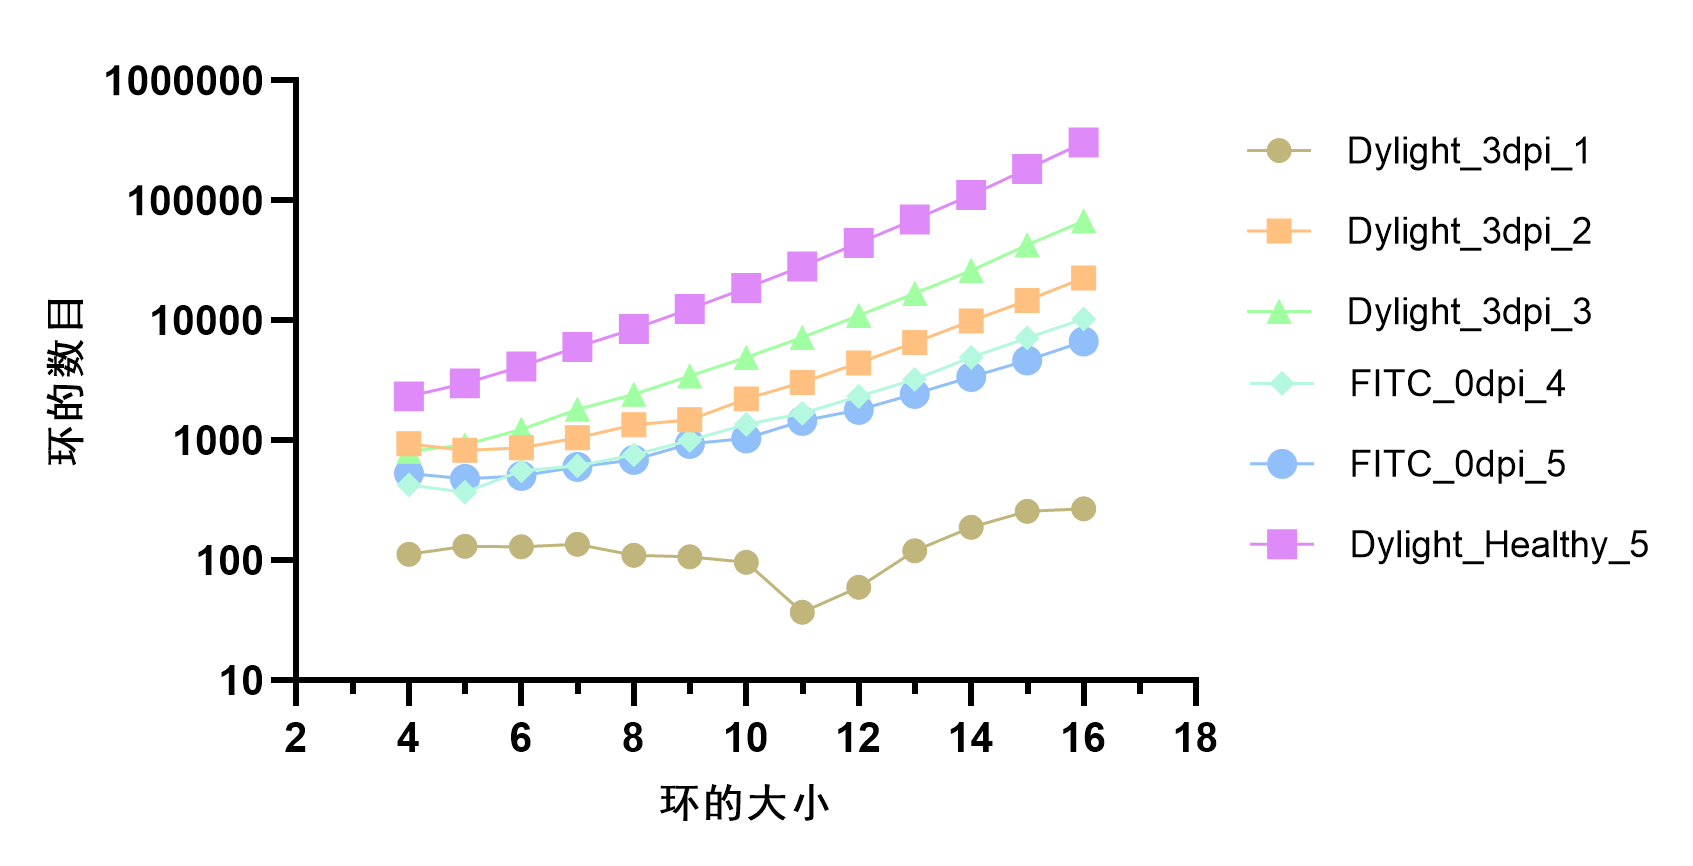 1000000
100000
10000
1000
100
10
环的数目
2 4 6 8 10 12 14 16 18
环的大小
Dylight_3dpi_1
Dylight_3dpi_2
Dylight_3dpi_3
FITC_0dpi_4
FITC_0dpi_5
Dylight_Healthy_5